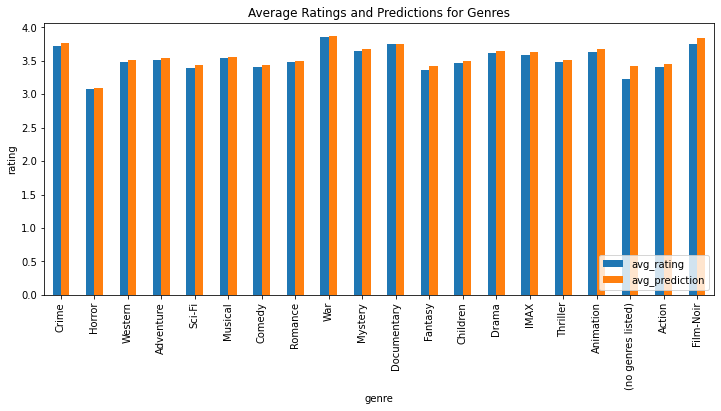 Average Ratings and Predictions for Genres
4.0
3.5
3.0
2.5
2.0
1.5
1.0
0.5
0.0
rating
avg_rating
avg_prediction
Crime
Horror
Western
Adventure
Sci-Fi
Musical
Comedy
Romance
War
Mystery
Documentary
Fantasy
Children
Drama
IMAX
Thriller
Animation
(no genres listed)
Action
Film-Noir
genre